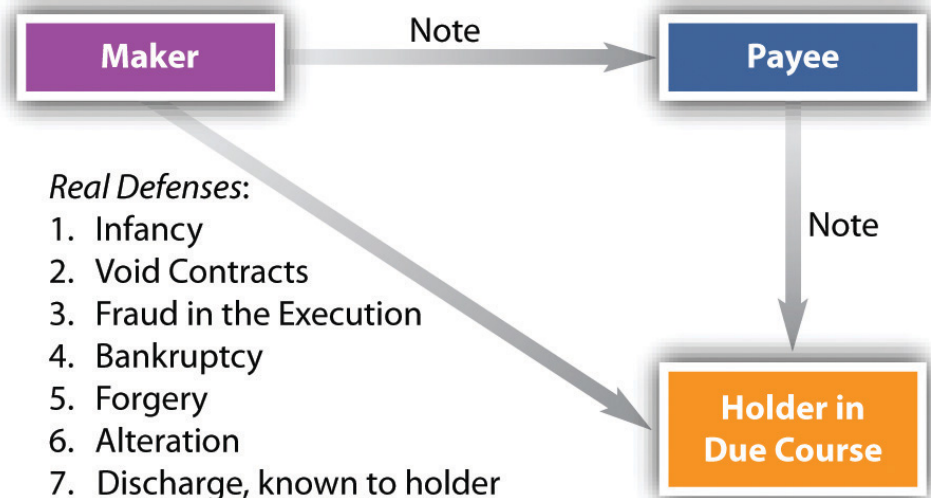 Maker
Note
Payee
Real Defenses:
1. Infancy
2. Void Contracts
3. Fraud in the Execution
4. Bankruptcy
5. Forgery
6. Alteration
7. Discharge, known to holder
Note
Holder in
Due Course